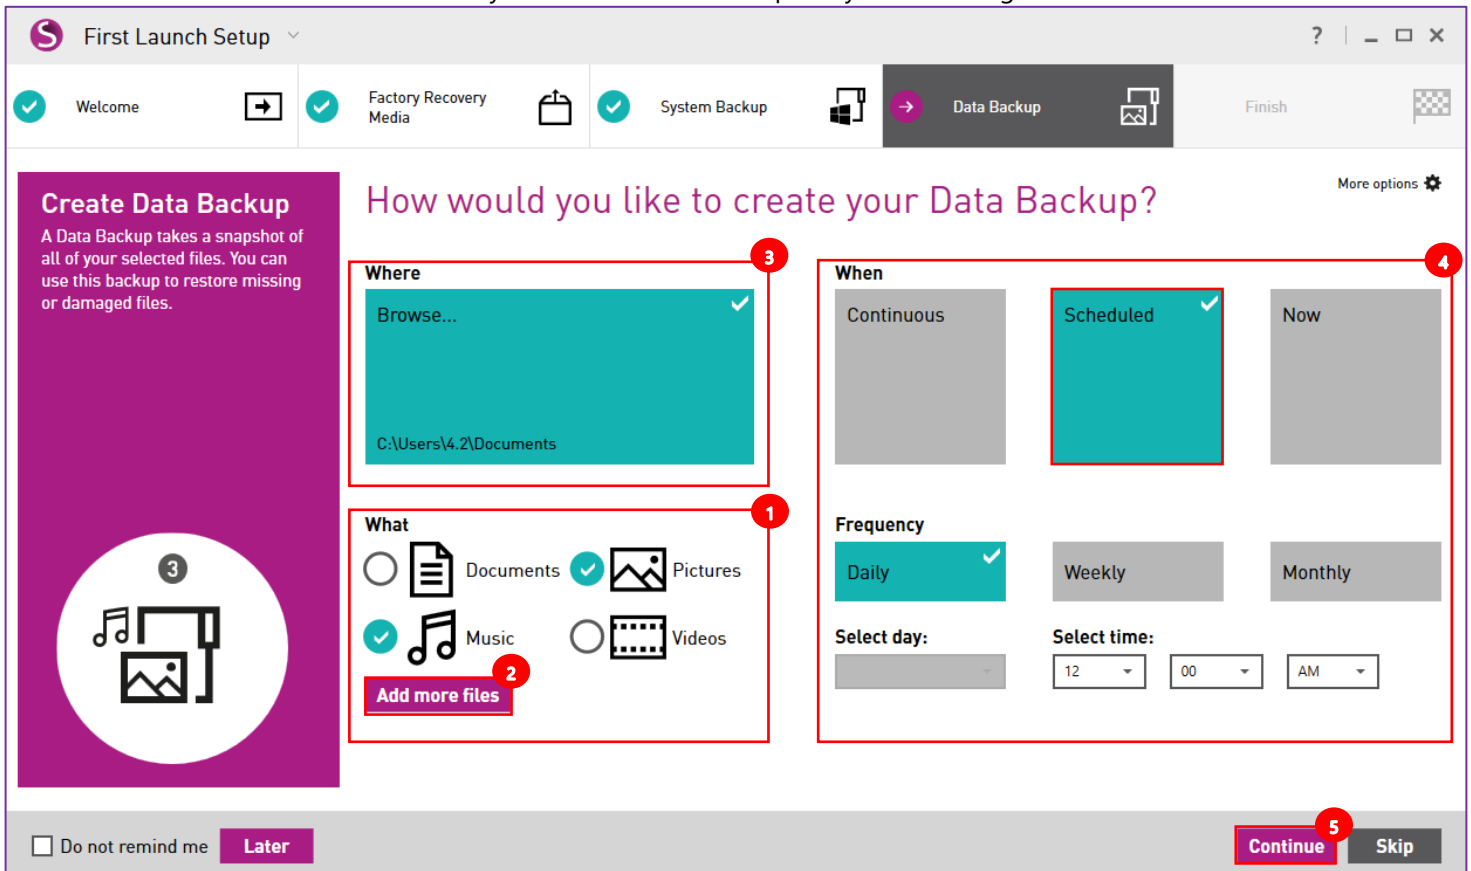 First Launch Setup
?
Welcome
Factory Recovery
Media
System Backup
Data Backup
Finish
Create Data Backup
A Data Backup takes a snapshot of
all of your selected files. You can
use this backup to restore missing
or damaged files.
3
How would you like to create your Data Backup?
More options
3
Where
Browse...
C:\Users\4.2\Documents
1
What
Documents
Pictures
Music
Videos
2
Add more files
4
When
Continuous
Scheduled
Now
Frequency
Daily
Weekly
Monthly
Select day:
Select time:
12
00
AM
Do not remind me
Later
5
Continue
Skip